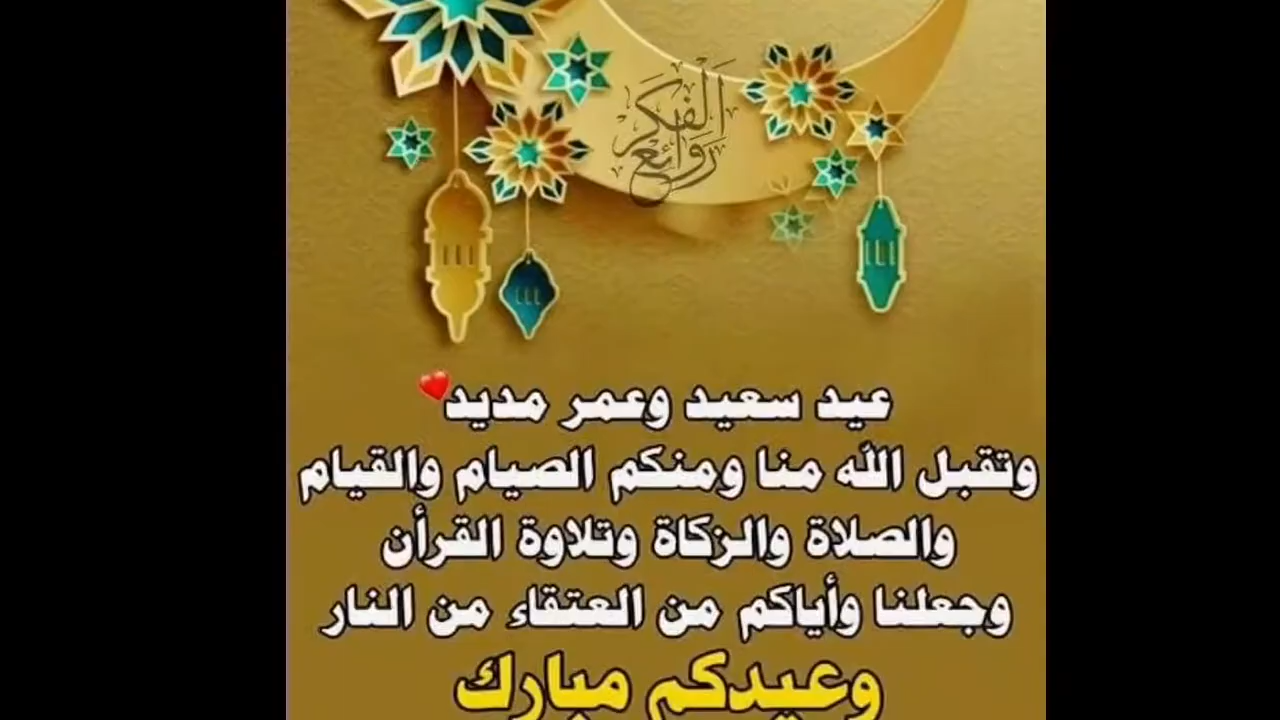 روائع الفكر
عيد سعيد وعمر مديد
وتقبل الله منا ومنكم الصيام والقيام
والصلاة والزكاة وتلاوة القرأن
وجعلنا وأياكم من العتقاء من النار
وعيدكم مبارك